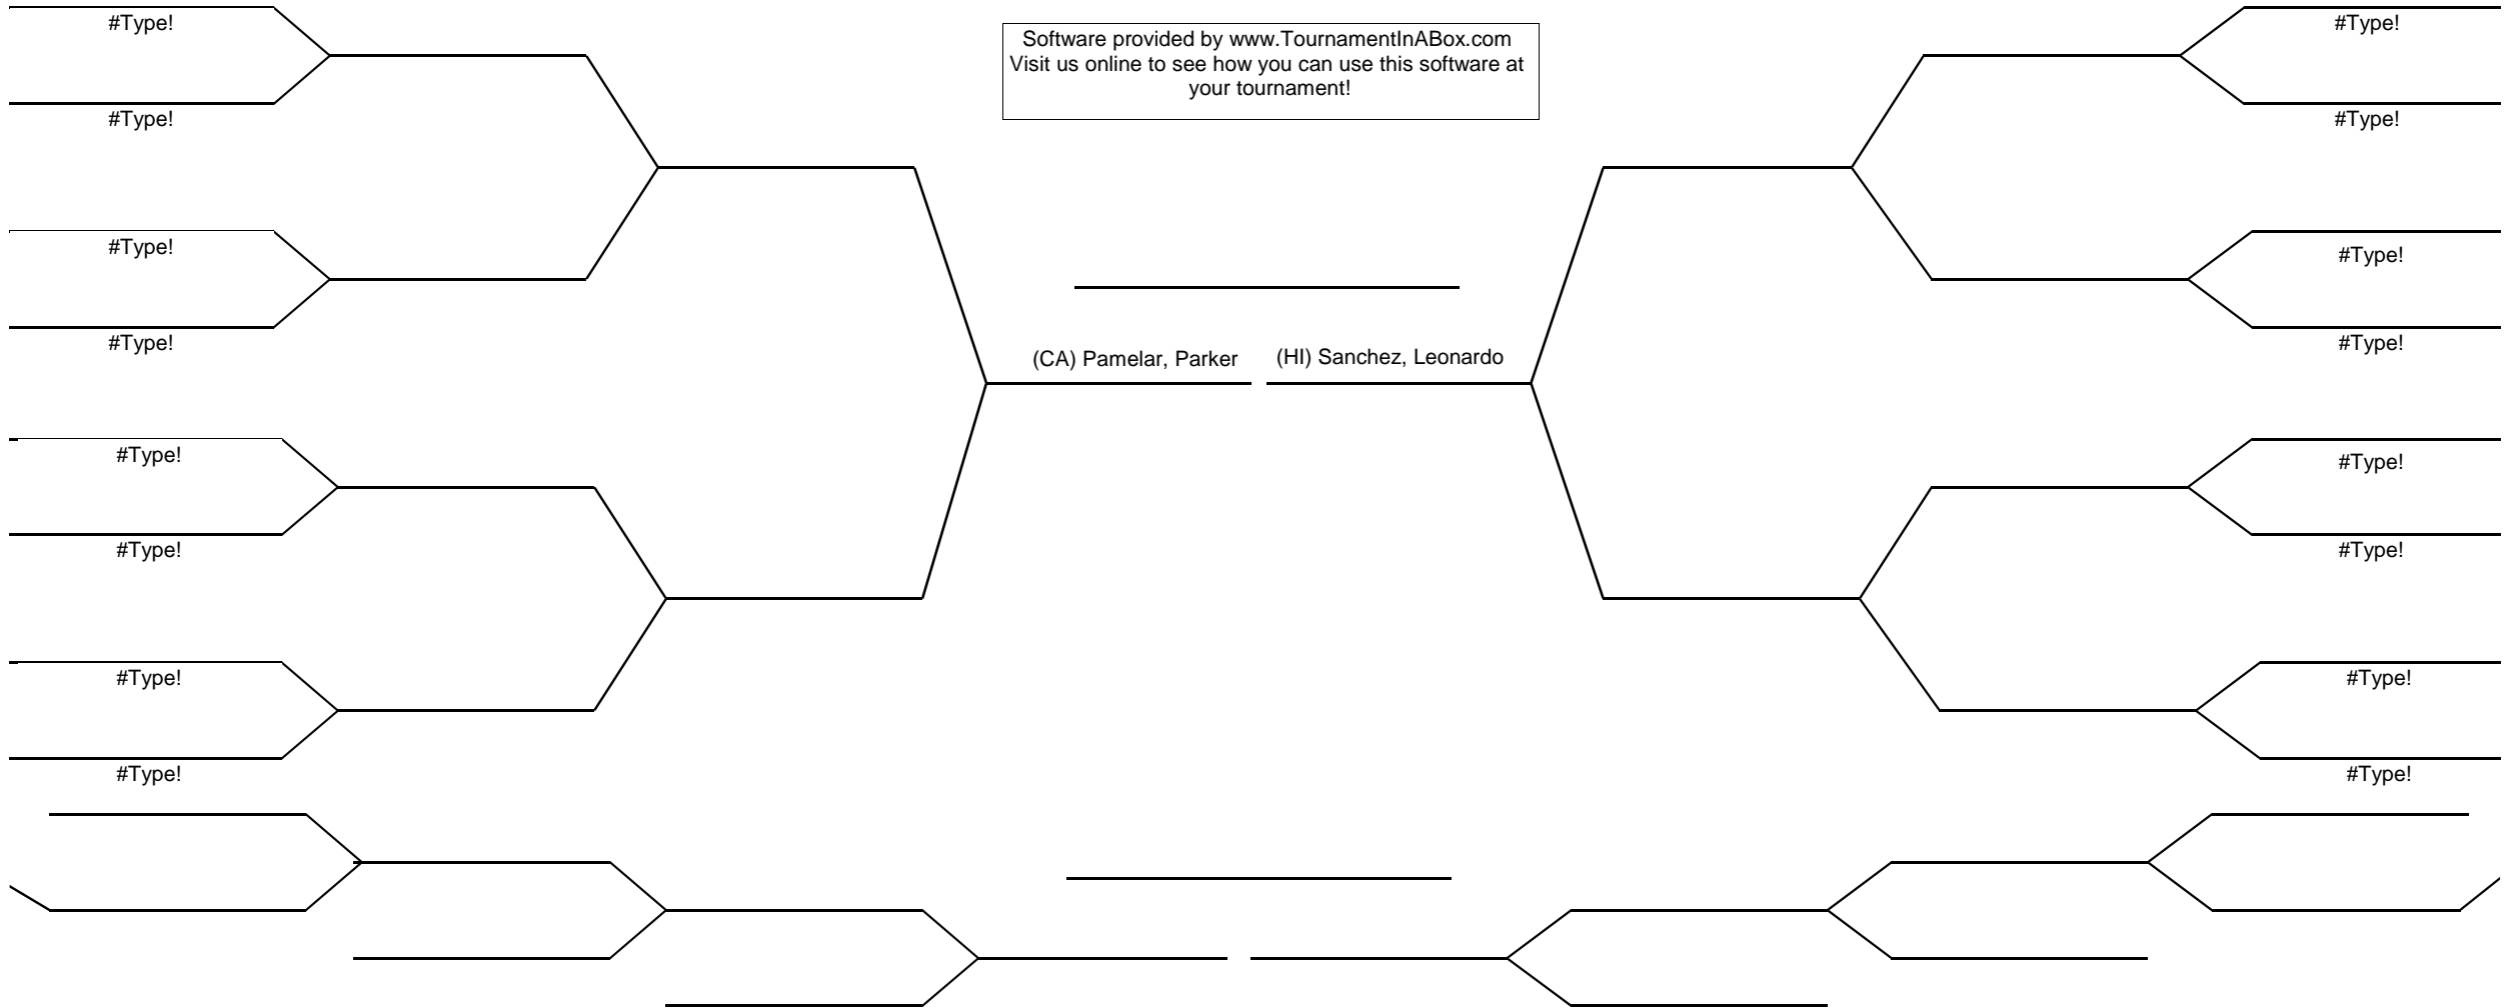 #Type!
#Type!
Software provided by www.TournamentInABox.com
Visit us online to see how you can use this software at
your tournament!
#Type!
#Type!
#Type!
#Type!
#Type!
#Type!
(CA) Pamelar, Parker
(HI) Sanchez, Leonardo
#Type!
#Type!
#Type!
#Type!
#Type!
#Type!
#Type!
#Type!